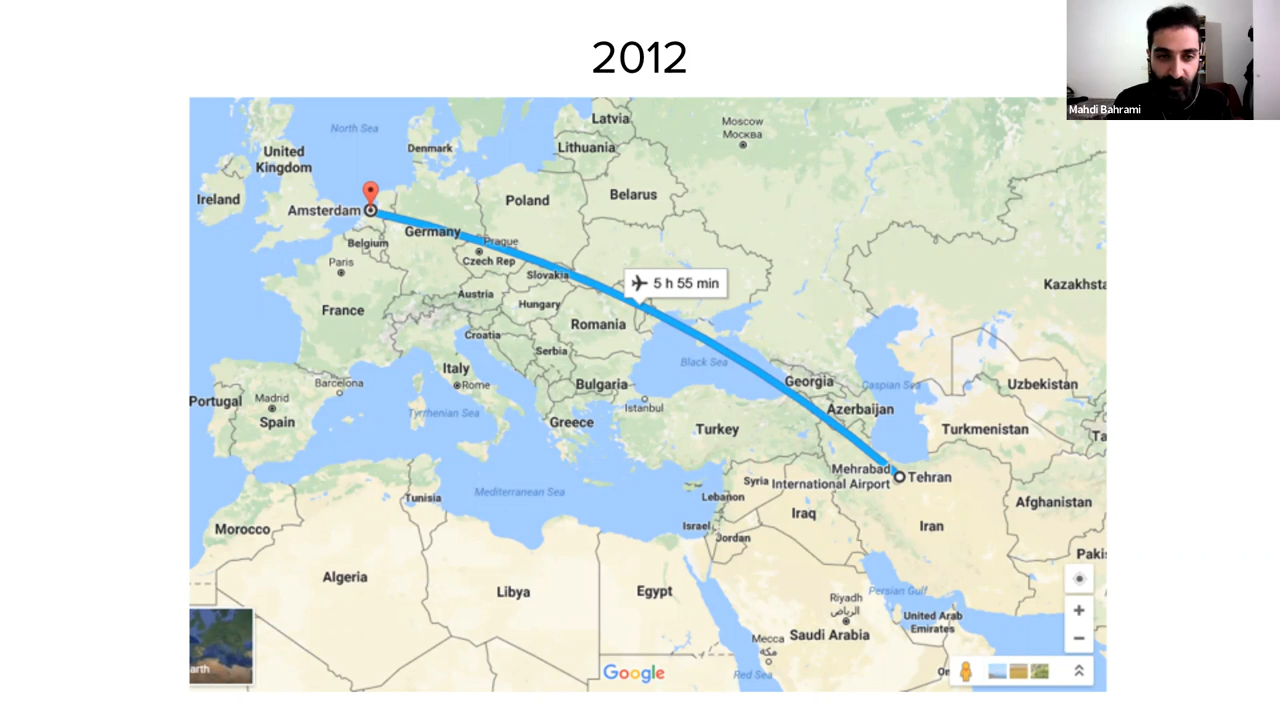 2012
Mahdi Bahrami
Latvia
Moscow
Москва
North Sea
Denmark
Lithuania
United
Kingdom
Ireland
Belarus
Poland
Amsterdam
Germany
Belgium
Prague
Paris
Czech Rep
Slovakia
5 h 55 min
Kazakhsta
Austria
Hungary
France
Romania
Croatia
Serbia
Black Sea
Italy
Rome
Georgia
Caspian Sea
Uzbekistan
Barcelona
Bulgaria
Portugal
Madrid
Istanbul
Azerbaijan
Tyrrhenian Sea
Spain
Greece
Turkey
Turkmenistan
Ta
Mehrabad
International Airport
Tehran
Syria
Mediterranean Sea
Tunisia
Lebanon
Afghanistan
Iraq
Morocco
Israel
Iran
Jordan
Pakis
Algeria
Libya
Egypt
Persian Gulf
Riyadh
الرياض
United Arab
Emirates
Mecca
مكة
Saudi Arabia
Red Sea
Google
Or
arth